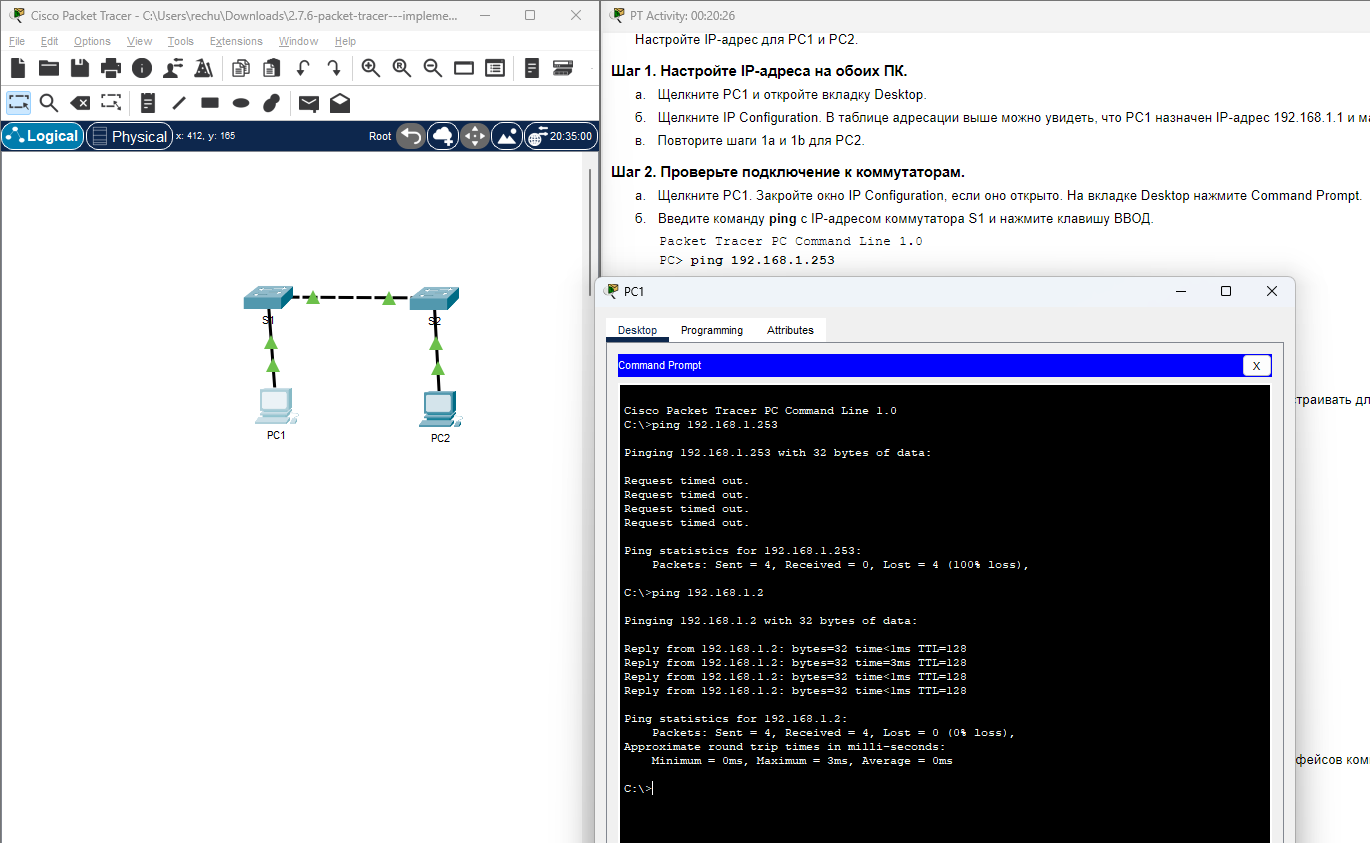 Cisco Packet Tracer - C:\Users\rechu\Downloads\2.7.6-packet-tracer---impleme...
File Edit Options View Tools Extensions Window Help
Logical Physical x: 412, y: 165 Root 20:35:00
S1
S2
PC1
PC2
PT Activity: 00:20:26
Настройте IP-адрес для PC1 и PC2.
Шаг 1. Настройте IP-адреса на обоих ПК.
а. Щелкните PC1 и откройте вкладку Desktop.
б. Щелкните IP Configuration. В таблице адресации выше можно увидеть, что PC1 назначен IP-адрес 192.168.1.1 и ма
в. Повторите шаги 1a и 1b для PC2.
Шаг 2. Проверьте подключение к коммутаторам.
а. Щелкните PC1. Закройте окно IP Configuration, если оно открыто. На вкладке Desktop нажмите Command Prompt.
б. Введите команду ping с IP-адресом коммутатора S1 и нажмите клавишу ВВОД.
Packet Tracer PC Command Line 1.0
PC> ping 192.168.1.253
PC1
Desktop Programming Attributes
Command Prompt X
Cisco Packet Tracer PC Command Line 1.0
C:\>ping 192.168.1.253
Pinging 192.168.1.253 with 32 bytes of data:
Request timed out.
Request timed out.
Request timed out.
Request timed out.
Ping statistics for 192.168.1.253:
Packets: Sent = 4, Received = 0, Lost = 4 (100% loss),
C:\>ping 192.168.1.2
Pinging 192.168.1.2 with 32 bytes of data:
Reply from 192.168.1.2: bytes=32 time<1ms TTL=128
Reply from 192.168.1.2: bytes=32 time=3ms TTL=128
Reply from 192.168.1.2: bytes=32 time<1ms TTL=128
Reply from 192.168.1.2: bytes=32 time<1ms TTL=128
Ping statistics for 192.168.1.2:
Packets: Sent = 4, Received = 4, Lost = 0 (0% loss),
Approximate round trip times in milli-seconds:
Minimum = 0ms, Maximum = 3ms, Average = 0ms
C:\>
страивать дл
фейсов ком